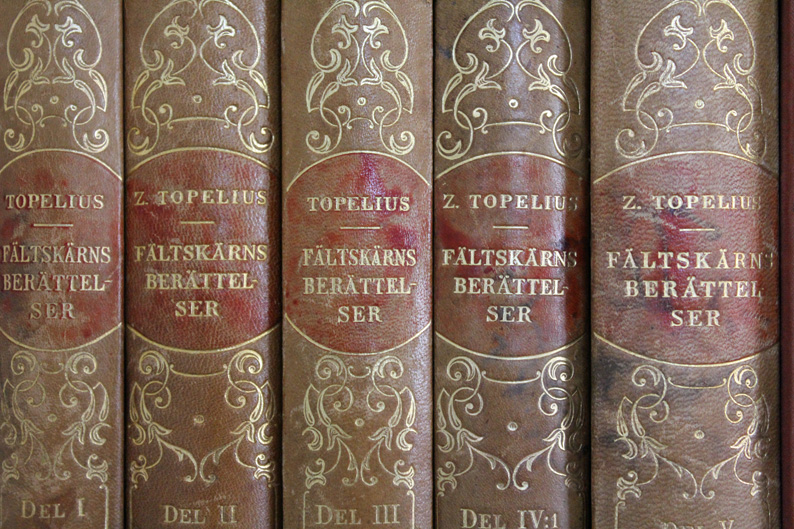 TOPELIUS
FÄLTSKÄRNS
BERÄTTEL-
SER
DEL I
Z. TOPELIUS
FÄLTSKÄRNS
BERÄTTEL-
SER
DEL II
TOPELIUS
FÄLTSKÄRNS
BERÄTTEL-
SER
DEL III
Z. TOPELIUS
FÄLTSKÄRNS
BERÄTTEL-
SER
DEL IV:1
Z. TOPELIUS
FÄLTSKÄRNS
BERÄTTEL
SER